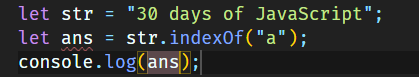 let str = "30 days of JavaScript";
let ans = str.indexOf("a");
console.log(ans);